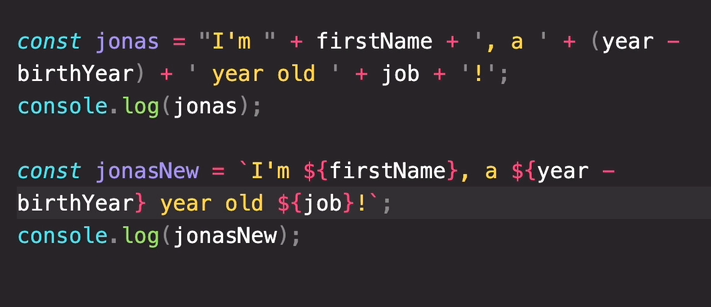 const jonas = "I'm " + firstName + ', a ' + (year -
birthYear) + ' year old ' + job + '!';
console.log(jonas);
const jonasNew = `I'm ${firstName}, a ${year -
birthYear} year old ${job}!`;
console.log(jonasNew);